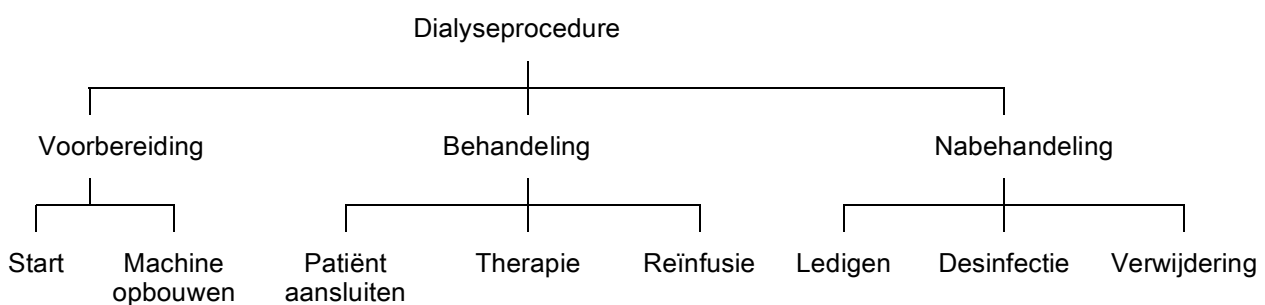 Dialyseprocedure
Voorbereiding Behandeling Nabehandeling
Start Machine Patiënt Therapie Reïnfusie Ledigen Desinfectie Verwijdering
opbouwen aansluiten